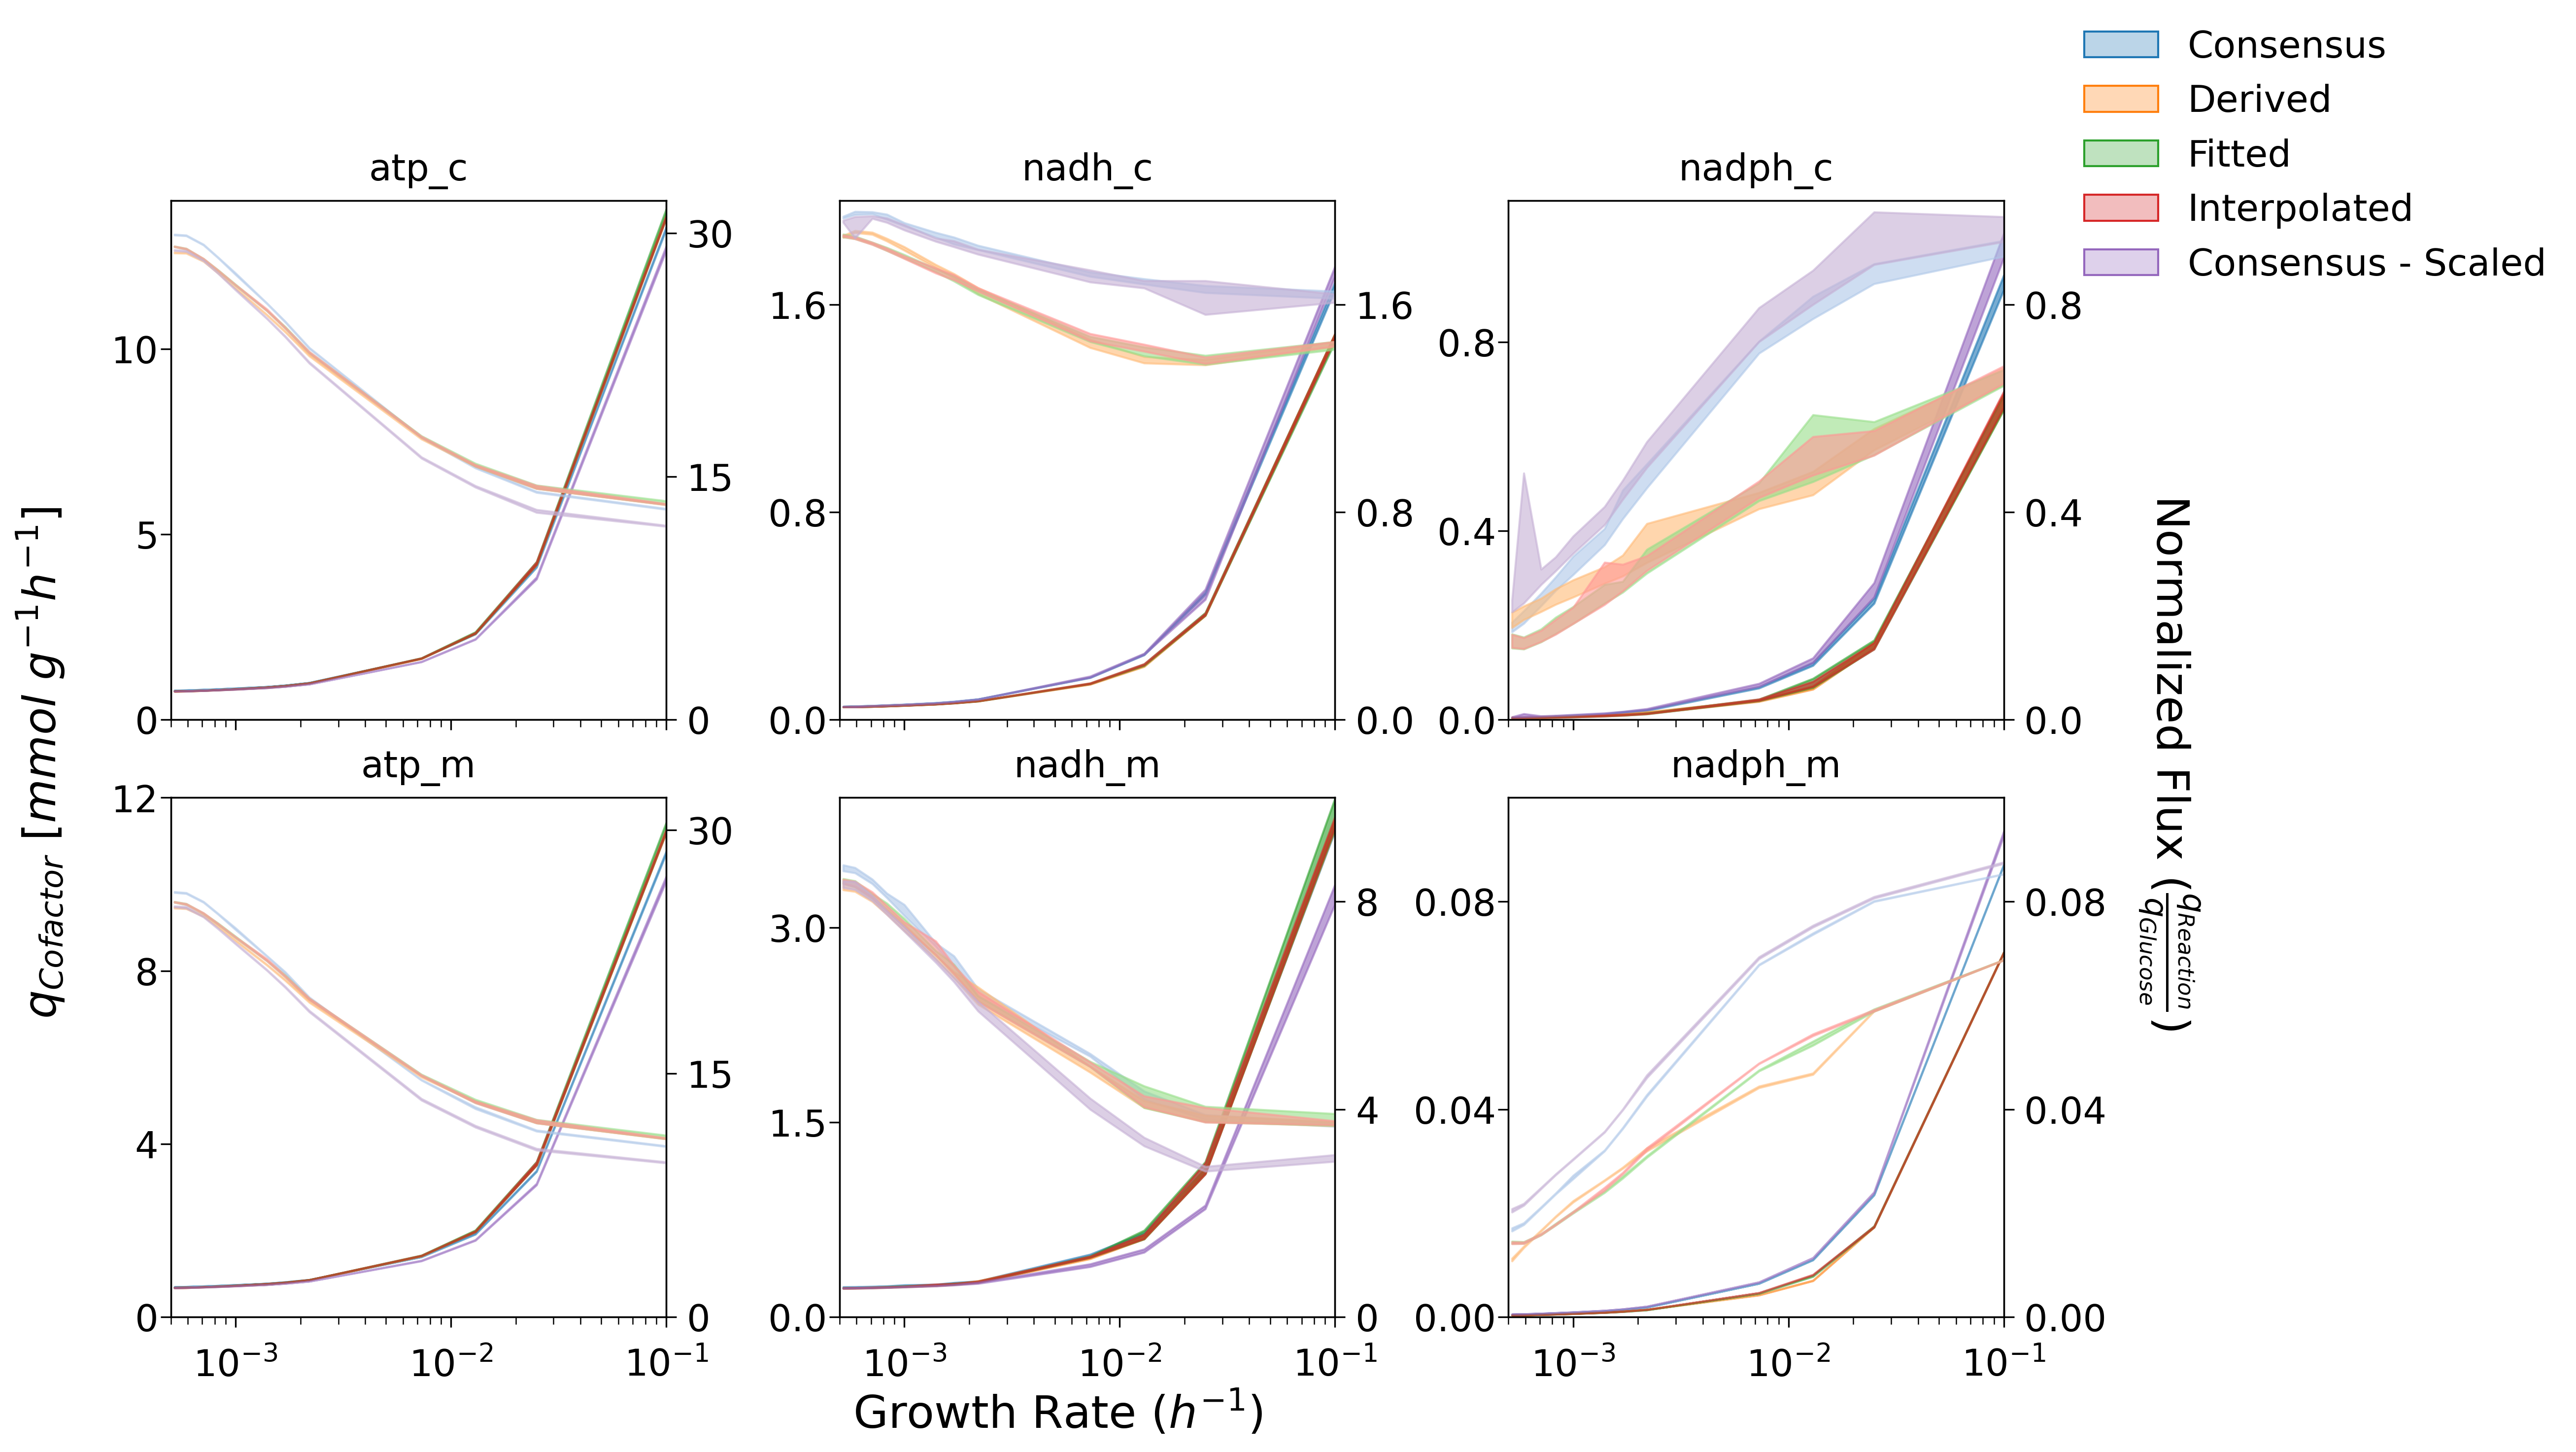 Consensus
Derived
Fitted
Interpolated
Consensus - Scaled
atp_c
nadh_c
nadph_c
10
5
0
30
15
0
1.6
0.8
0.0
1.6
0.8
0.0
0.8
0.4
0.0
0.8
0.4
0.0
atp_m
nadh_m
nadph_m
12
8
4
0
30
15
0
3.0
1.5
0.0
8
4
0
0.08
0.04
0.00
0.08
0.04
0.00
10⁻³ 10⁻² 10⁻¹
10⁻³ 10⁻² 10⁻¹
10⁻³ 10⁻² 10⁻¹
Growth Rate (h⁻¹)
q_Cofactor [mmol g⁻¹h⁻¹]
Normalized Flux (q_Reaction/q_Glucose)